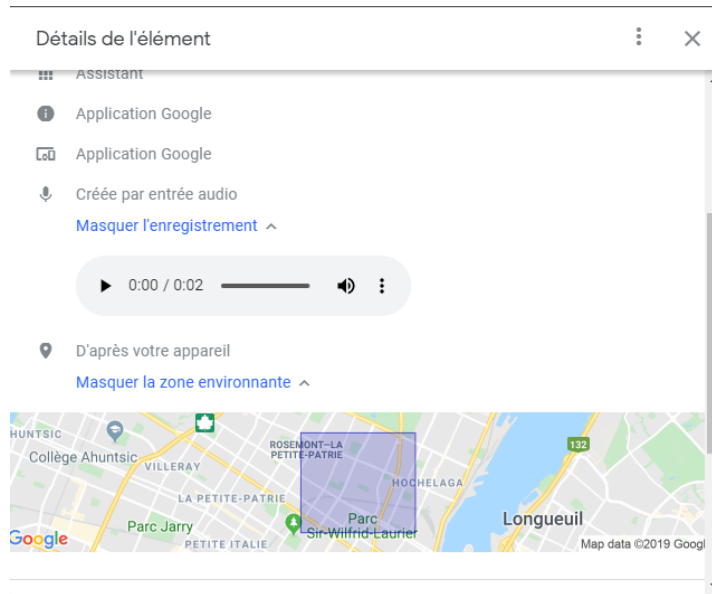 Détails de l'élément
Assistant
Application Google
Application Google
Créée par entrée audio
Masquer l'enregistrement
0:00 / 0:02
D'après votre appareil
Masquer la zone environnante
HUNTSIC
Collège Ahuntsic
VILLERAY
ROSEMONT—LA
PETITE-PATRIE
132
LA PETITE-PATRIE
HOCHELAGA
Parc Jarry
Parc
Sir-Wilfrid-Laurier
Longueuil
Google
PETITE ITALIE
Map data ©2019 Googl